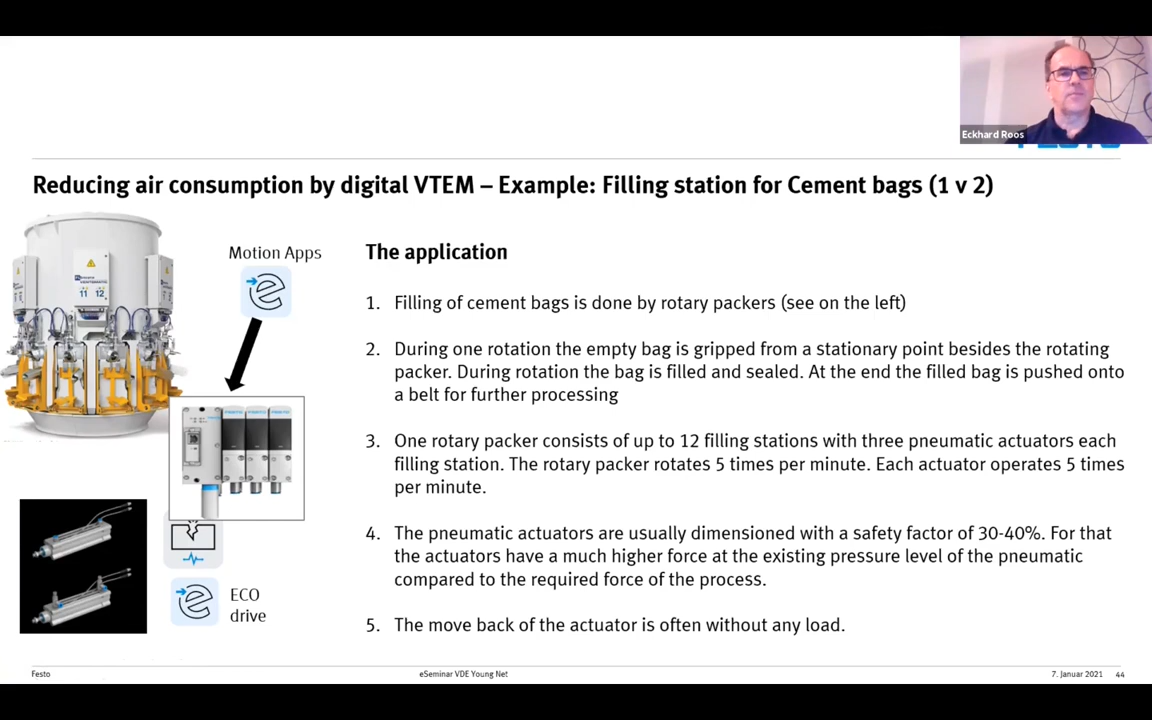 Eckhard Roos
Reducing air consumption by digital VTEM – Example: Filling station for Cement bags (1 v 2)
Motion Apps
11 12
ECO
drive
The application
1. Filling of cement bags is done by rotary packers (see on the left)
2. During one rotation the empty bag is gripped from a stationary point besides the rotating
packer. During rotation the bag is filled and sealed. At the end the filled bag is pushed onto
a belt for further processing
3. One rotary packer consists of up to 12 filling stations with three pneumatic actuators each
filling station. The rotary packer rotates 5 times per minute. Each actuator operates 5 times
per minute.
4. The pneumatic actuators are usually dimensioned with a safety factor of 30-40%. For that
the actuators have a much higher force at the existing pressure level of the pneumatic
compared to the required force of the process.
5. The move back of the actuator is often without any load.
Festo
eSeminar VDE Young Net
7. Januar 2021 44